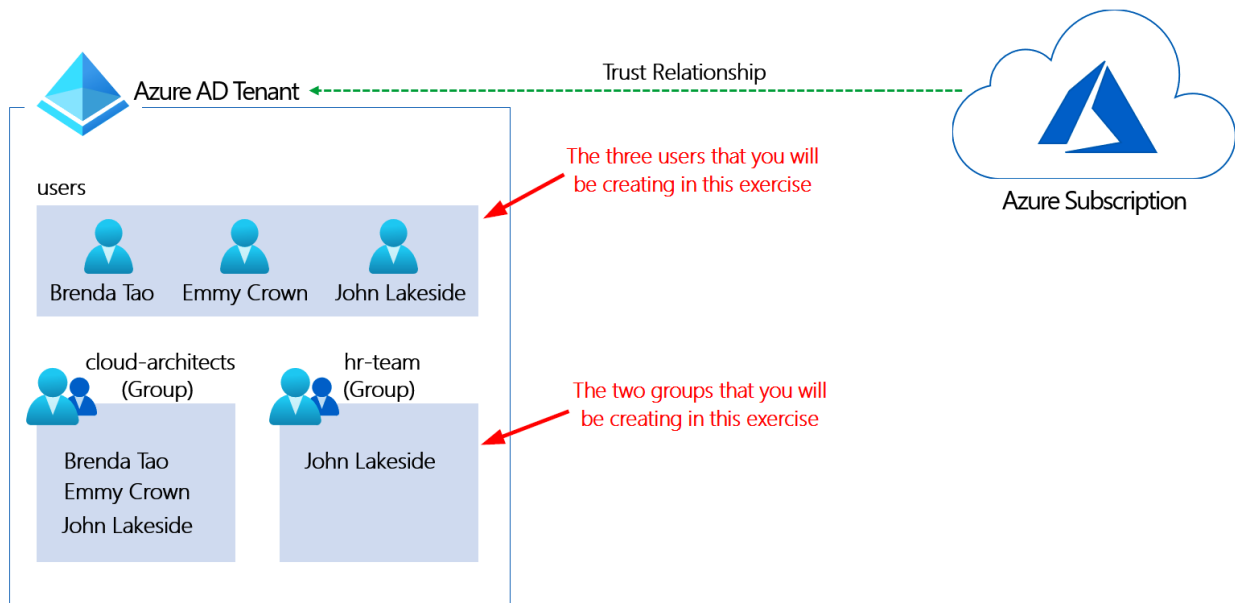 Azure AD Tenant
Trust Relationship
Azure Subscription
The three users that you will
be creating in this exercise
users
Brenda Tao
Emmy Crown
John Lakeside
cloud-architects
(Group)
hr-team
(Group)
The two groups that you will
be creating in this exercise
Brenda Tao
Emmy Crown
John Lakeside
John Lakeside